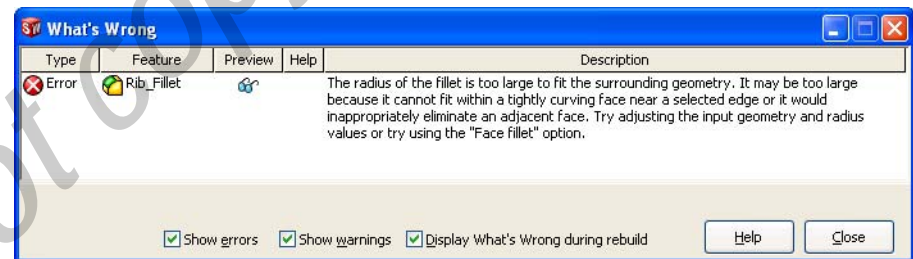 What's Wrong
Type Feature Preview Help Description
Error Rib_Fillet The radius of the fillet is too large to fit the surrounding geometry. It may be too large
because it cannot fit within a tightly curving face near a selected edge or it would
inappropriately eliminate an adjacent face. Try adjusting the input geometry and radius
values or try using the "Face fillet" option.
Show errors Show warnings Display What's Wrong during rebuild Help Close